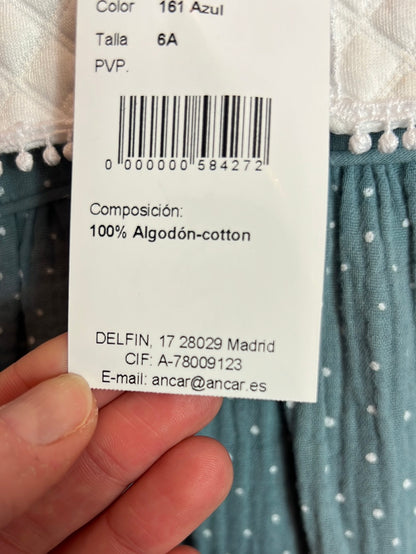 Color 161 Azul
Talla 6A
PVP.
0 000000 584272
Composición:
100% Algodón-cotton
DELFIN, 17 28029 Madrid
CIF: A-78009123
E-mail: ancar@ancar.es